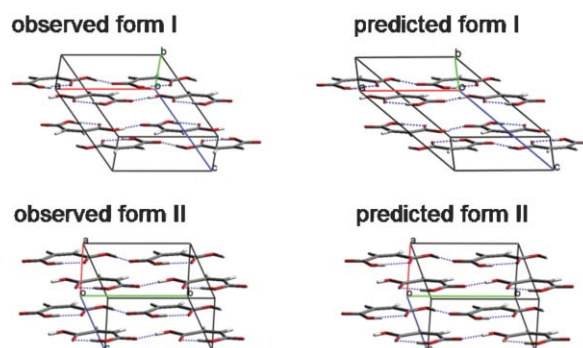 observed form I
predicted form I
b
b
a
o
a
o
c
c
observed form II
predicted form II
a
a
o
b
o
b